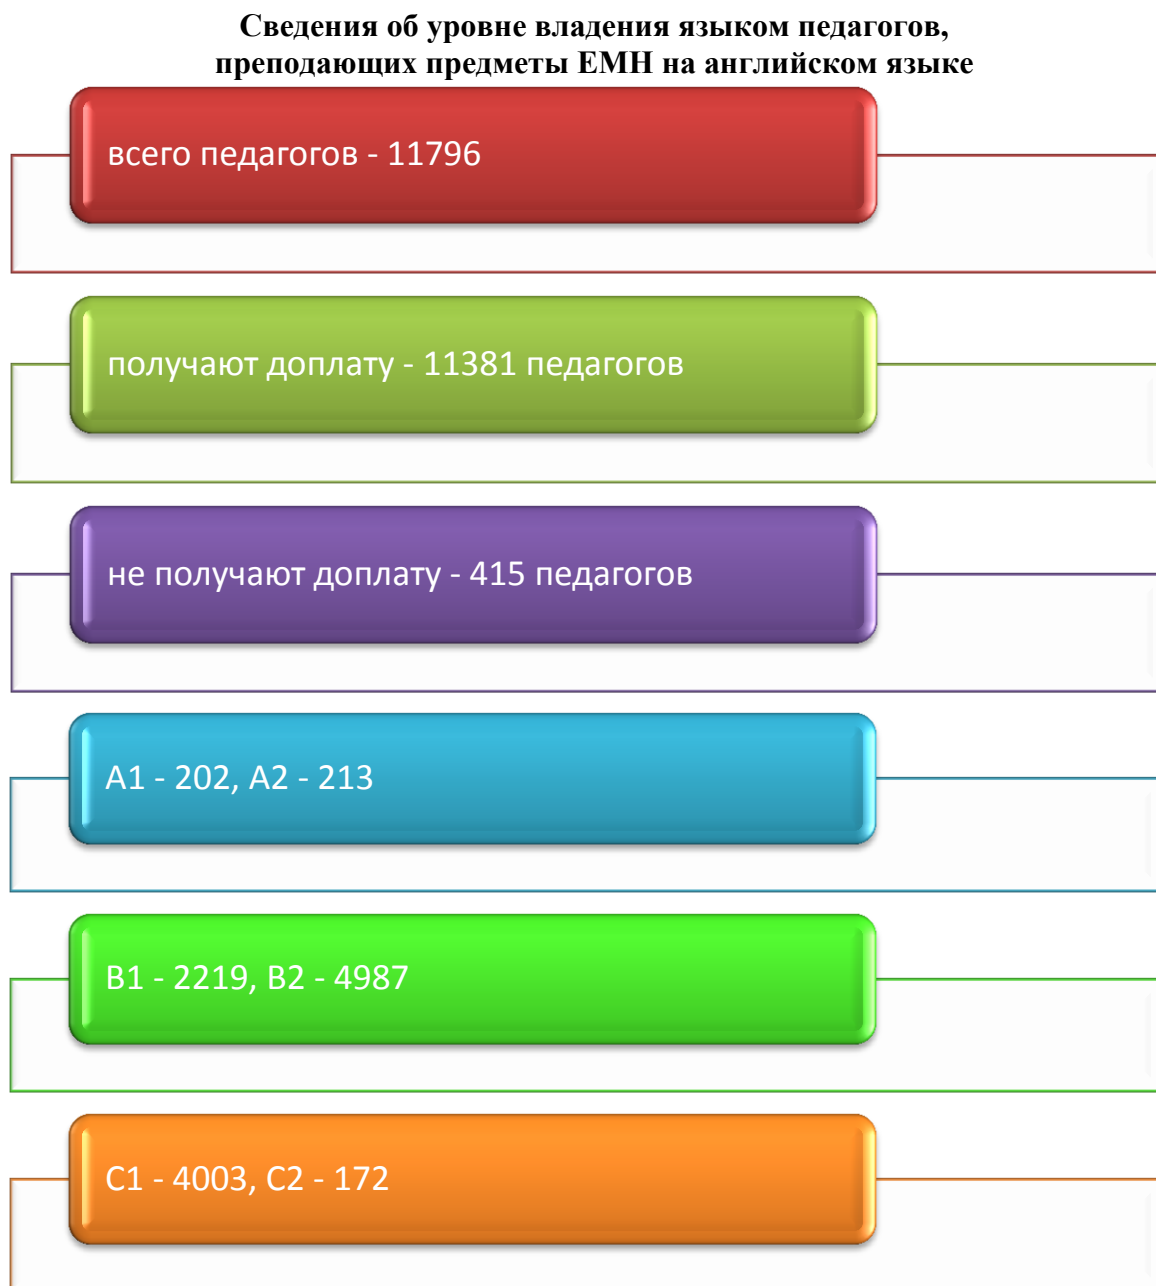 Сведения об уровне владения языком педагогов,
преподающих предметы ЕМН на английском языке
всего педагогов - 11796
получают доплату - 11381 педагогов
не получают доплату - 415 педагогов
А1 - 202, А2 - 213
В1 - 2219, В2 - 4987
С1 - 4003, С2 - 172